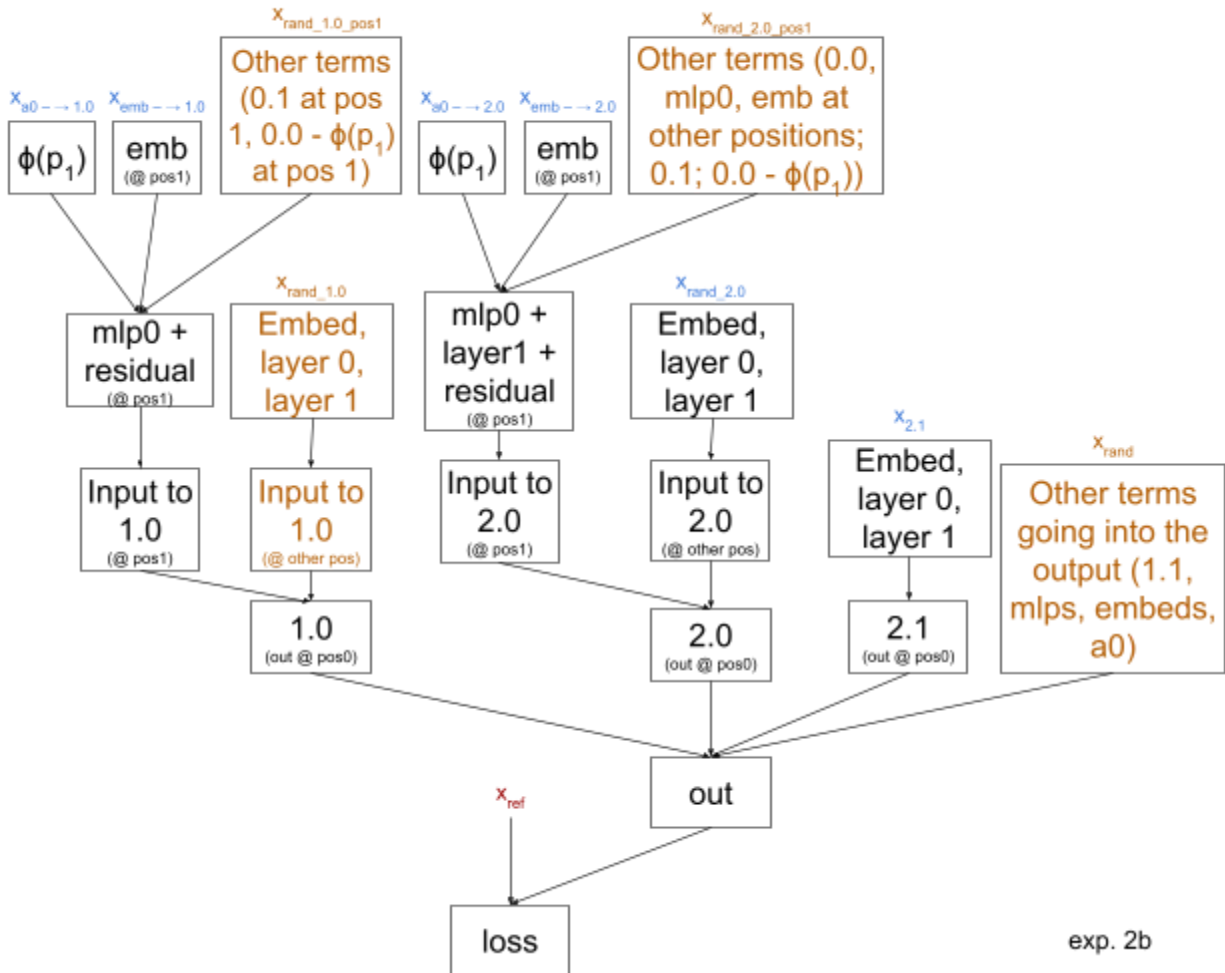 x_rand_1.0_pos1
x_rand_2.0_pos1
x_a0 – → 1.0
x_emb – → 1.0
Other terms
(0.1 at pos
1, 0.0 - ϕ(p_1)
at pos 1)
x_a0 – → 2.0
x_emb – → 2.0
Other terms (0.0,
mlp0, emb at
other positions;
0.1; 0.0 - ϕ(p_1))
ϕ(p_1)
emb
(@ pos1)
ϕ(p_1)
emb
(@ pos1)
mlp0 +
residual
(@ pos1)
x_rand_1.0
Embed,
layer 0,
layer 1
mlp0 +
layer1 +
residual
(@ pos1)
x_rand_2.0
Embed,
layer 0,
layer 1
x_2.1
Embed,
layer 0,
layer 1
x_rand
Other terms
going into the
output (1.1,
mlps, embeds,
a0)
Input to
1.0
(@ pos1)
Input to
1.0
(@ other pos)
Input to
2.0
(@ pos1)
Input to
2.0
(@ other pos)
1.0
(out @ pos0)
2.0
(out @ pos0)
2.1
(out @ pos0)
x_ref
out
loss
exp. 2b